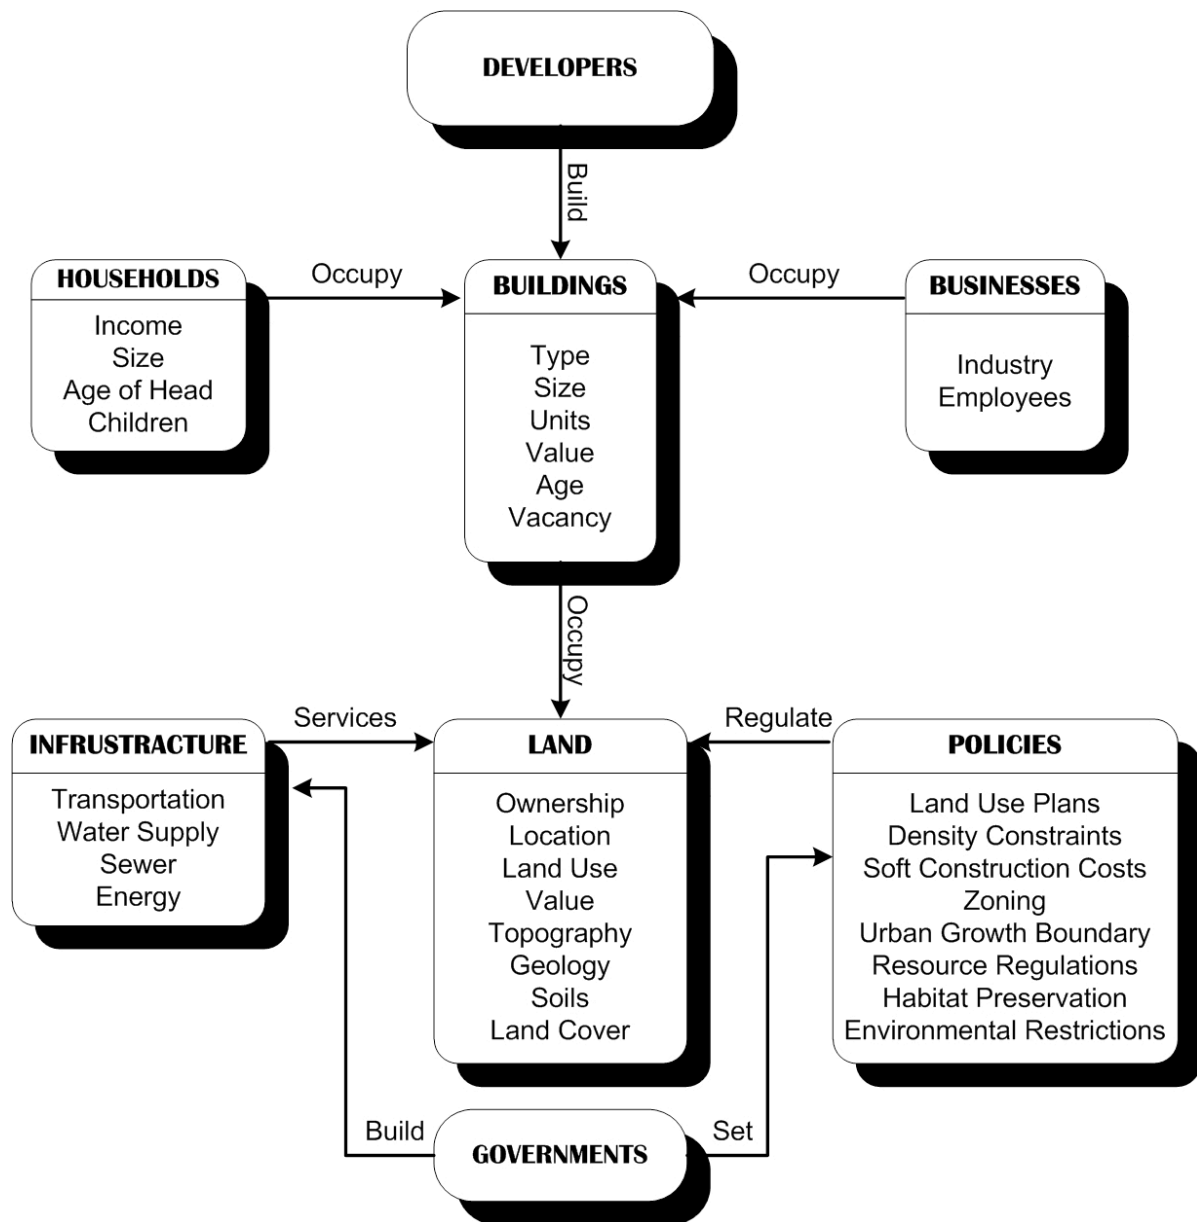 DEVELOPERS
Build
HOUSEHOLDS
Income
Size
Age of Head
Children
Occupy
BUILDINGS
Type
Size
Units
Value
Age
Vacancy
Occupy
BUSINESSES
Industry
Employees
Occupy
INFRUSTRACTURE
Transportation
Water Supply
Sewer
Energy
Services
LAND
Ownership
Location
Land Use
Value
Topography
Geology
Soils
Land Cover
Regulate
POLICIES
Land Use Plans
Density Constraints
Soft Construction Costs
Zoning
Urban Growth Boundary
Resource Regulations
Habitat Preservation
Environmental Restrictions
Build
GOVERNMENTS
Set